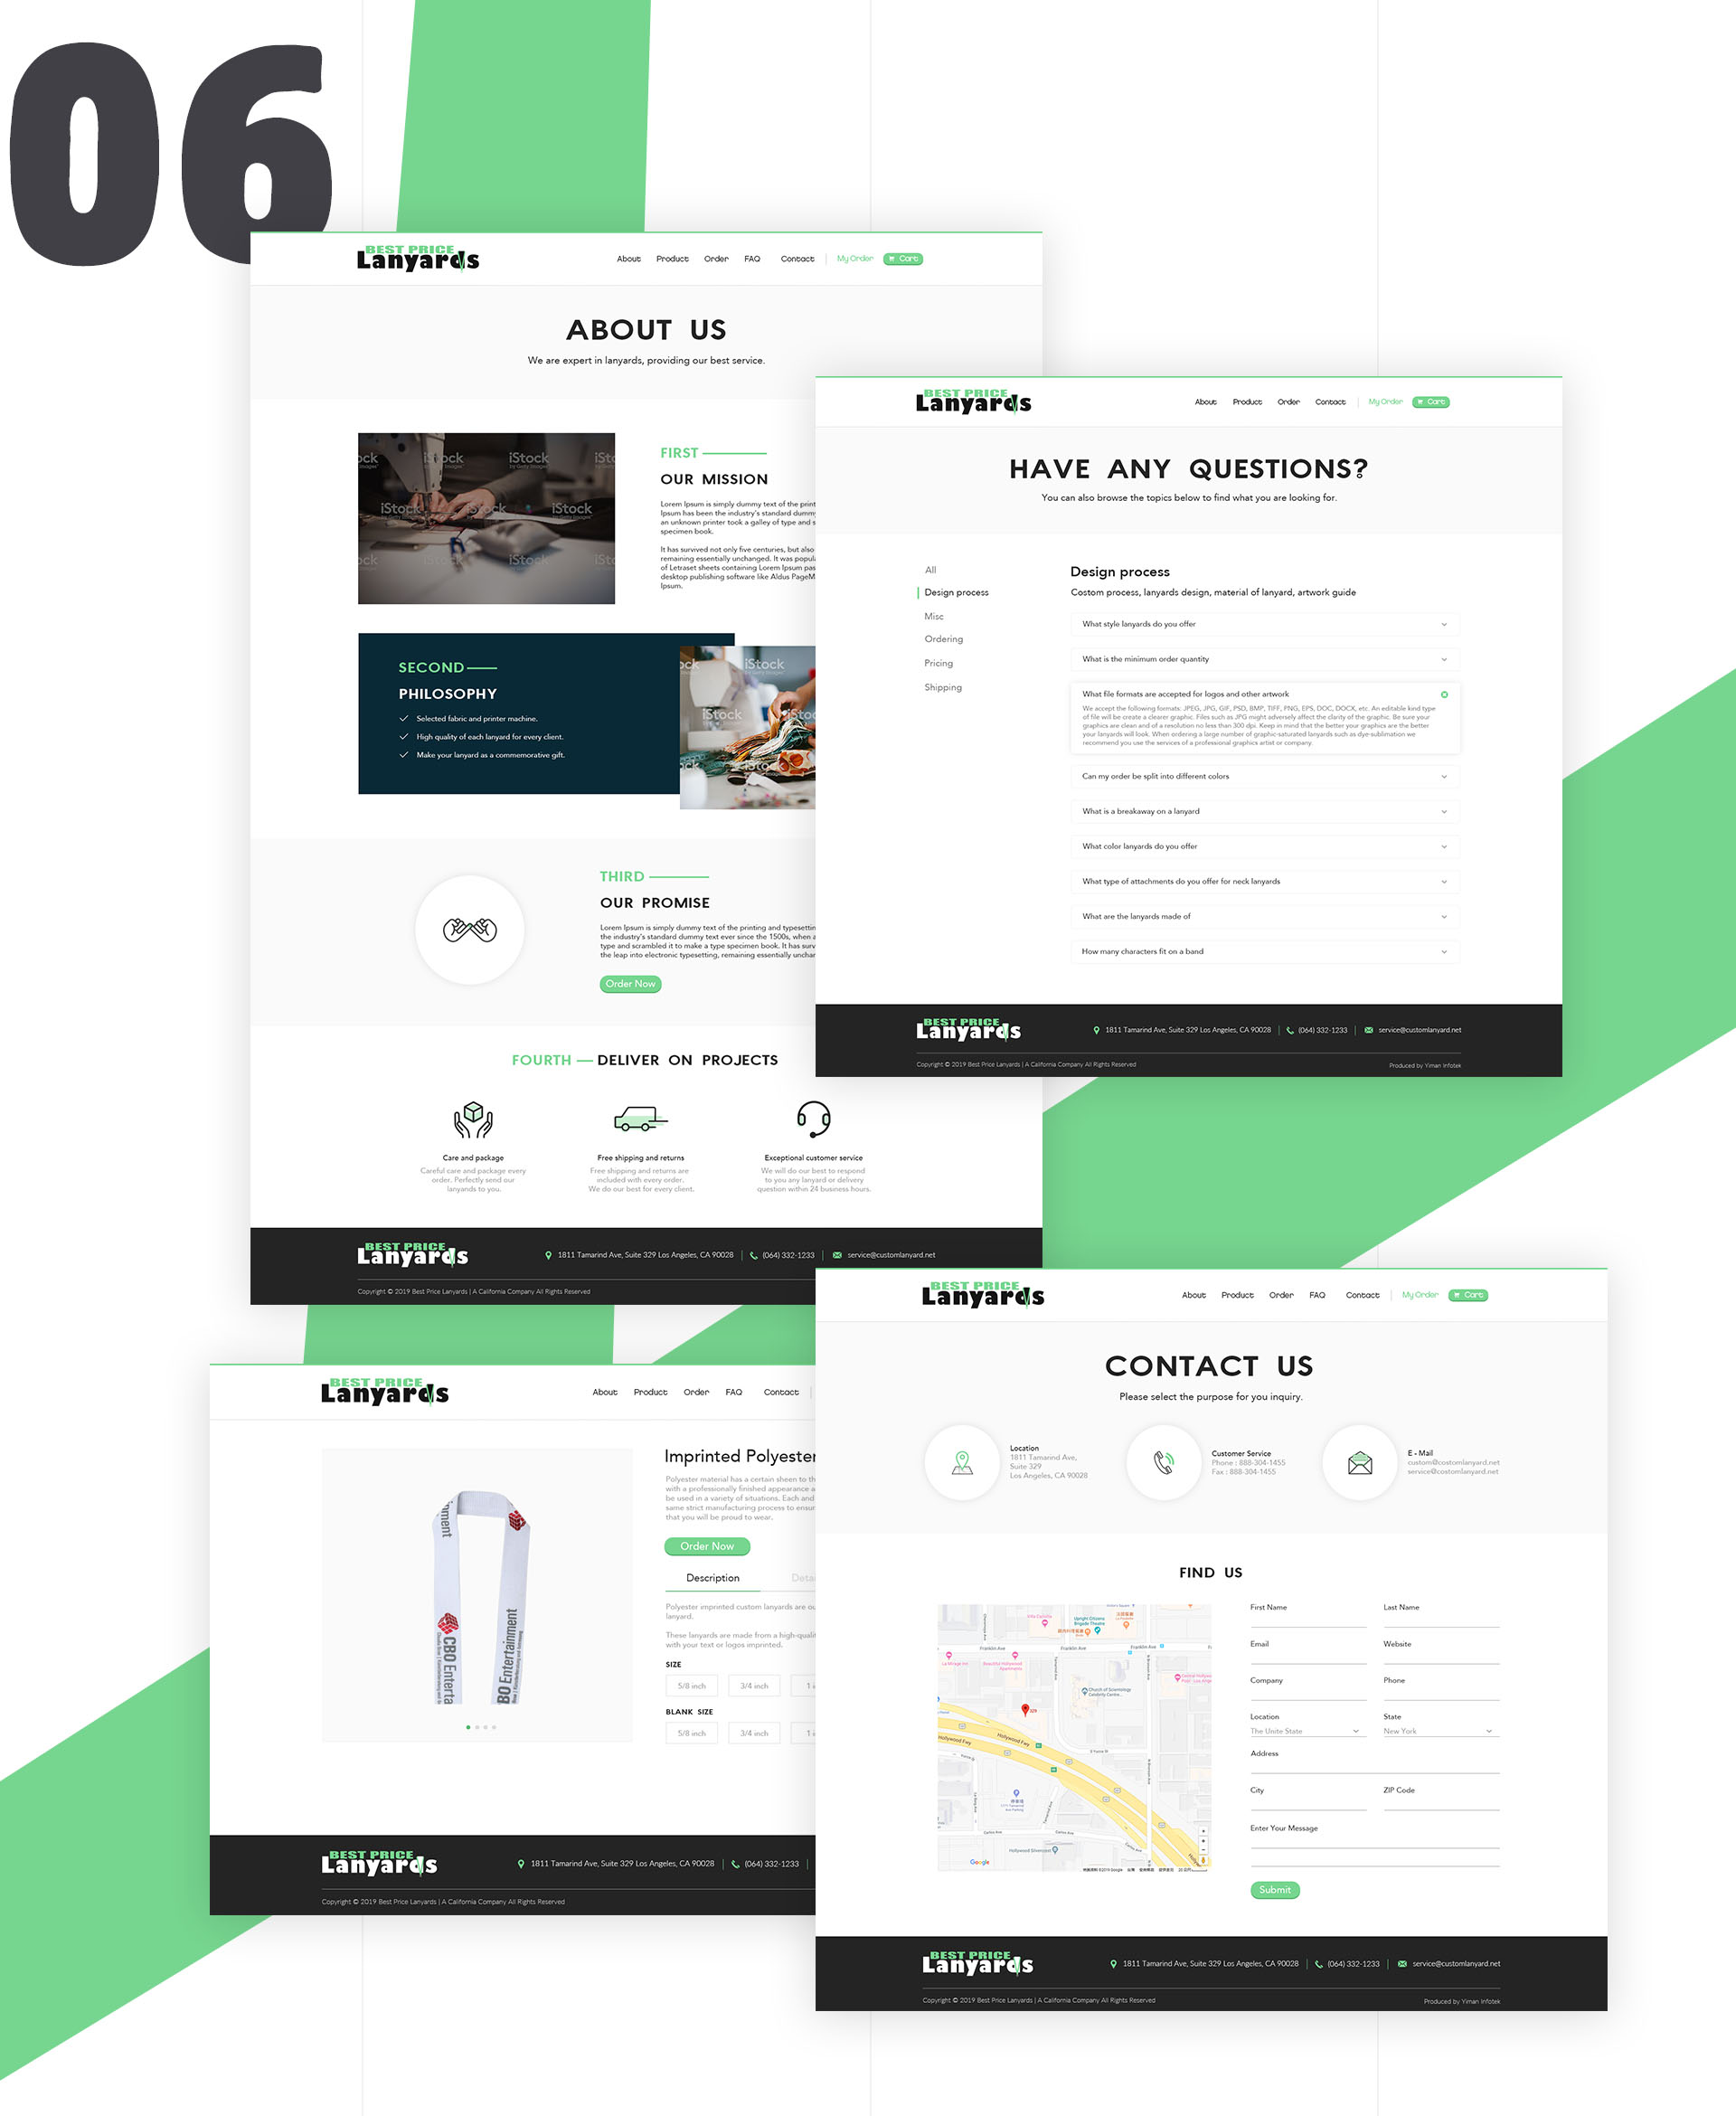 06
BEST PRICE
Lanyards
About Product Order FAQ Contact My Order Cart
ABOUT US
We are expert in lanyards, providing our best service.
iStock
by Getty Images
FIRST
OUR MISSION
Lorem Ipsum is simply dummy text of the print
Ipsum has been the industry's standard dummy
an unknown printer took a galley of type and s
specimen book.
It has survived not only five centuries, but also
remaining essentially unchanged. It was popula
of Letraset sheets containing Lorem Ipsum pas
desktop publishing software like Aldus PageM
Ipsum.
SECOND
PHILOSOPHY
Selected fabric and printer machine.
High quality of each lanyard for every client.
Make your lanyard as a commemorative gift.
iStock
THIRD
OUR PROMISE
Lorem Ipsum is simply dummy text of the printing and typesettin
the industry's standard dummy text ever since the 1500s, when a
type and scrambled it to make a type specimen book. It has surv
the leap into electronic typesetting, remaining essentially unchan
Order Now
FOURTH — DELIVER ON PROJECTS
Care and package
Careful care and package every
order. Perfectly send our
lanyands to you.
Free shipping and returns
Free shipping and returns are
included with every order.
We do our best for every client.
Exceptional customer service
We will do our best to respond
to you any lanyard or delivery
question within 24 business hours.
BEST PRICE
Lanyards
1811 Tamarind Ave, Suite 329 Los Angeles, CA 90028 (064) 332-1233 service@customlanyard.net
Copyright © 2019 Best Price Lanyards | A California Company All Rights Reserved
BEST PRICE
Lanyards
About Product Order Contact My Order Cart
HAVE ANY QUESTIONS?
You can also browse the topics below to find what you are looking for.
All
Design process
Misc
Ordering
Pricing
Shipping
Design process
Costom process, lanyards design, material of lanyard, artwork guide
What style lanyards do you offer
What is the minimum order quantity
What file formats are accepted for logos and other artwork
We accept the following formats: JPEG, JPG, GIF, PSD, BMP, TIFF, PNG, EPS, DOC, DOCX, etc. An editable kind type
of file will be create a clearer graphic. Files such as JPG might adversely affect the clarity of the graphic. Be sure your
graphics are clean and of a resolution no less than 300 dpi. Keep in mind that the better your graphics are the better
your lanyards will look. When ordering a large number of graphic-saturated lanyards such as dye-sublimation we
recommend you use the services of a professional graphics artist or company.
Can my order be split into different colors
What is a breakaway on a lanyard
What color lanyards do you offer
What type of attachments do you offer for neck lanyards
What are the lanyards made of
How many characters fit on a band
BEST PRICE
Lanyards
1811 Tamarind Ave, Suite 329 Los Angeles, CA 90028 (064) 332-1233 service@customlanyard.net
Copyright © 2019 Best Price Lanyards | A California Company All Rights Reserved
Produced by Yiman Infotek
BEST PRICE
Lanyards
About Product Order FAQ Contact
Imprinted Polyester
Polyester material has a certain sheen to th
with a professionally finished appearance a
be used in a variety of situations. Each and
same strict manufacturing process to ensur
that you will be proud to wear.
Order Now
Description Detai
Polyester imprinted custom lanyards are ou
lanyard.
These lanyards are made from a high-qualit
with your text or logos imprinted.
SIZE
5/8 inch 3/4 inch 1 i
BLANK SIZE
5/8 inch 3/4 inch 1 i
CBO Enterta
BO Entertainment
nment
BEST PRICE
Lanyards
1811 Tamarind Ave, Suite 329 Los Angeles, CA 90028 (064) 332-1233
Copyright © 2019 Best Price Lanyards | A California Company All Rights Reserved
BEST PRICE
Lanyards
About Product Order FAQ Contact My Order Cart
CONTACT US
Please select the purpose for you inquiry.
Location
1811 Tamarind Ave,
Suite 329
Los Angeles, CA 90028
Customer Service
Phone : 888-304-1455
Fax : 888-304-1455
E - Mail
custom@costomlanyard.net
service@costomlanyard.net
FIND US
Franklin Ave
Upright Citizens
Brigade Theatre
Beautiful Hollywood
Apartments
Church of Scientology
Celebrity Centre
Hollywood Fwy
Carlos Ave
Google
First Name Last Name
Email Website
Company Phone
Location State
The Unite State New York
Address
City ZIP Code
Enter Your Message
Submit
BEST PRICE
Lanyards
1811 Tamarind Ave, Suite 329 Los Angeles, CA 90028 (064) 332-1233 service@customlanyard.net
Copyright © 2019 Best Price Lanyards | A California Company All Rights Reserved
Produced by Yiman Infotek